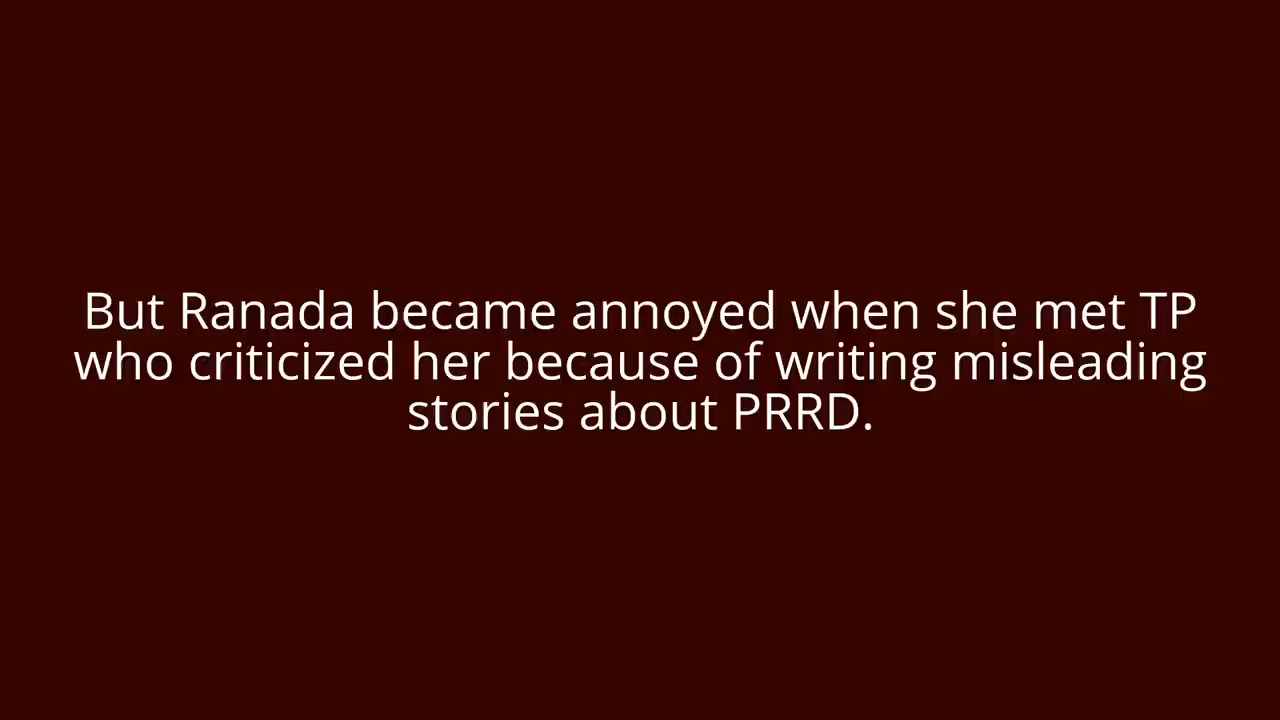 But Ranada became annoyed when she met TP
who criticized her because of writing misleading
stories about PRRD.